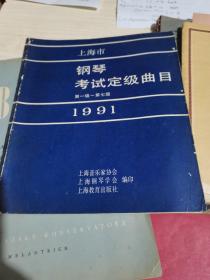 上海市
钢琴
考试定级曲目
第一级—第七级
1991
上海音乐家协会
上海钢琴学会 编印
上海教育出版社
B
MELANTRICH